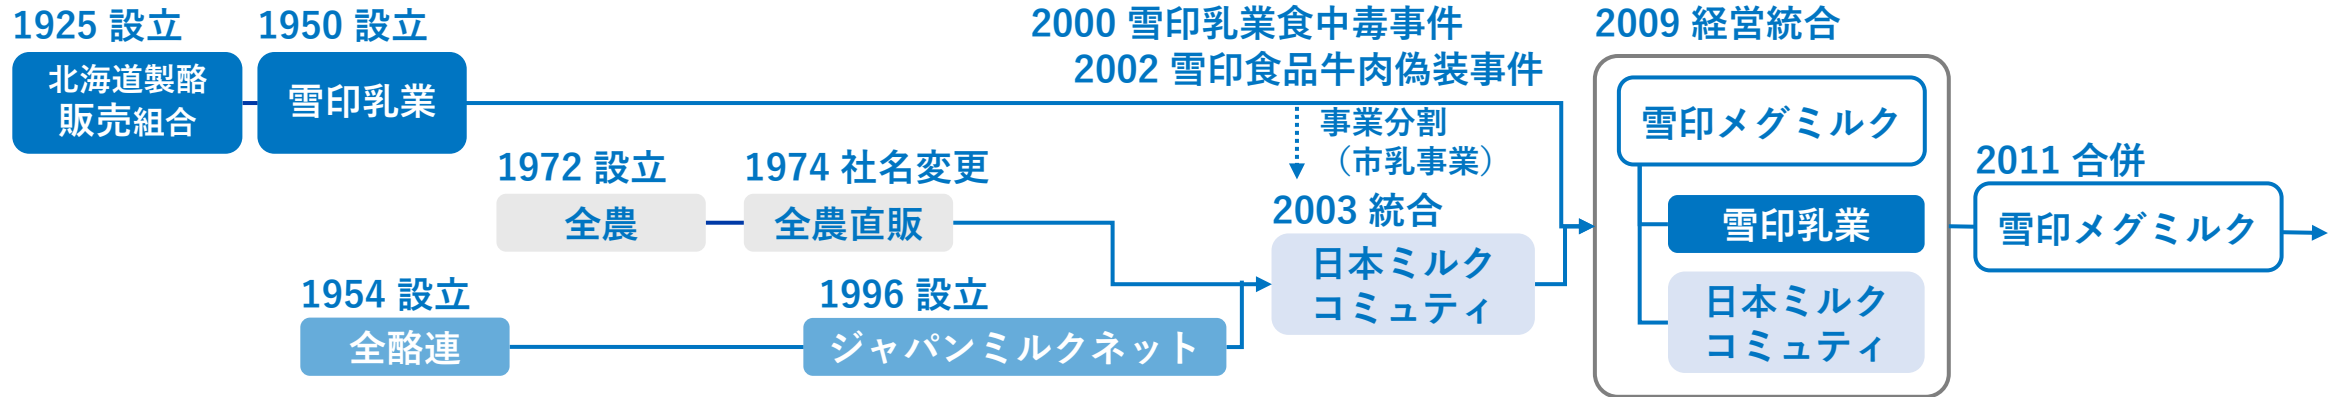 1925 設立
北海道製酪
販売組合
1950 設立
雪印乳業
2000 雪印乳業食中毒事件
2002 雪印食品牛肉偽装事件
事業分割
（市乳事業）
1972 設立
全農
1974 社名変更
全農直販
1954 設立
全酪連
1996 設立
ジャパンミルクネット
2003 統合
日本ミルク
コミュティ
2009 経営統合
雪印メグミルク
雪印乳業
日本ミルク
コミュティ
2011 合併
雪印メグミルク